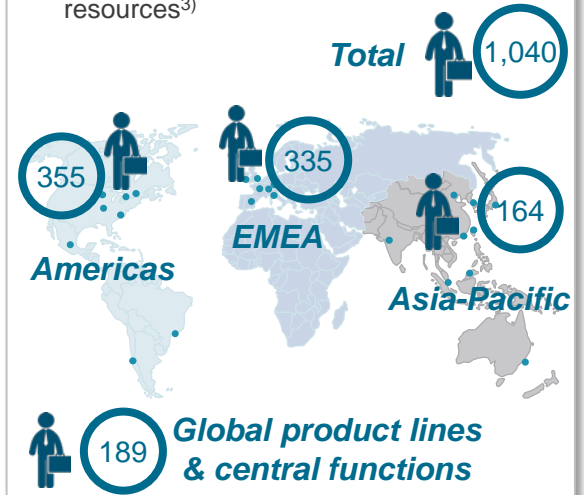 resources3)
Total
1,040
355
335
164
EMEA
Americas
Asia-Pacific
189
Global product lines
& central functions